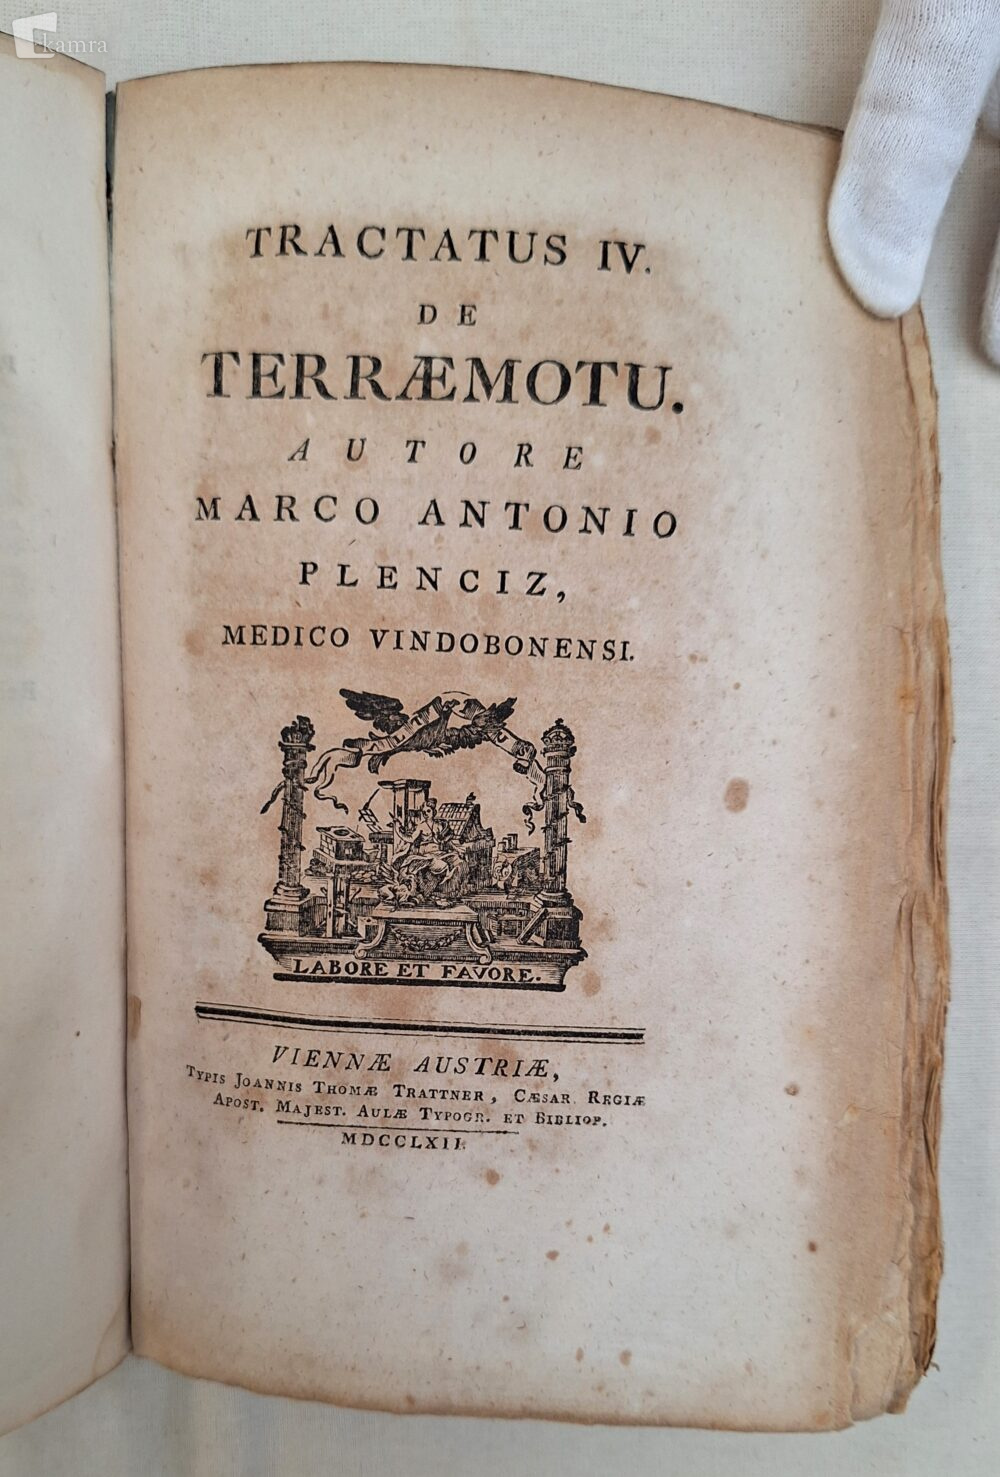 kamra
TRACTATUS IV.
DE
TERRÆMOTU.
AUTORE
MARCO ANTONIO
PLENCIZ,
MEDICO VINDOBONENSI.
LABORE ET FAVORE.
VIENNÆ AUSTRIÆ,
TYPIS JOANNIS THOMÆ TRATTNER, CÆSAR. REGIÆ
APOST. MAJEST. AULÆ TYPOGR. ET BIBLIOP.
MDCCLXII.